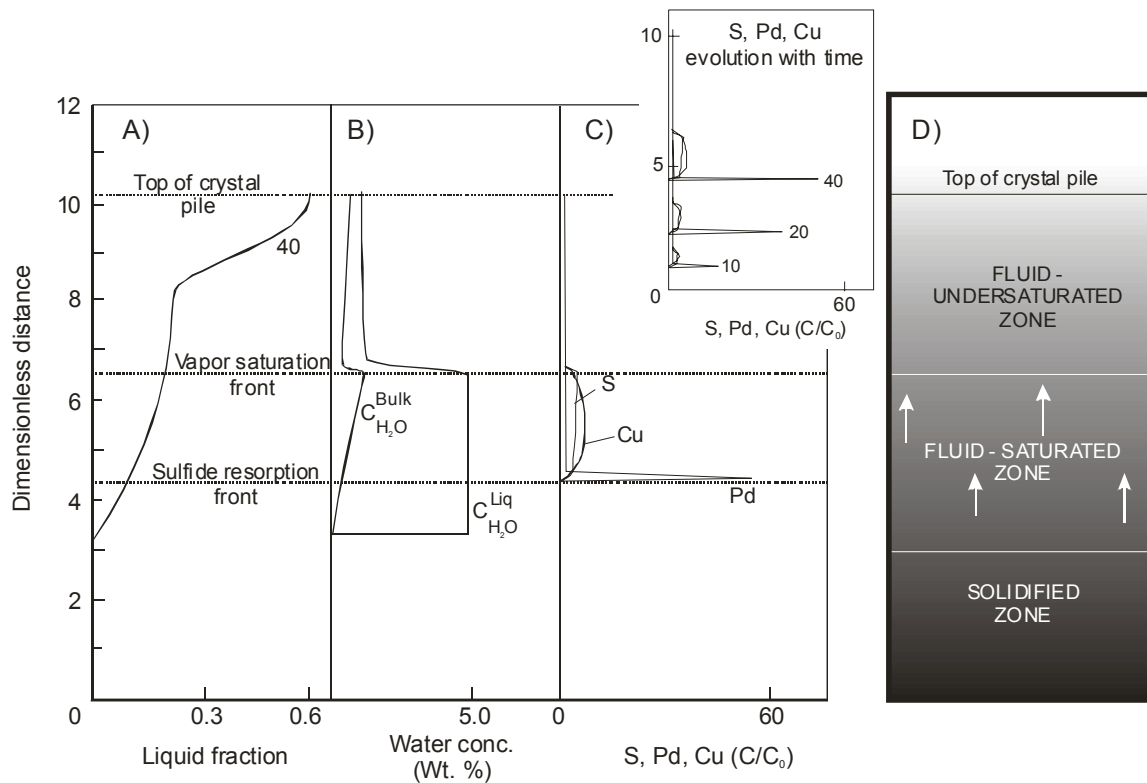 10
S, Pd, Cu
evolution with time
5
40
20
10
0
60
S, Pd, Cu (C/C₀)
12
10
8
6
4
2
0
Dimensionless distance
A)
Top of crystal
pile
40
Vapor saturation
front
Sulfide resorption
front
0.3
0.6
Liquid fraction
B)
C_H₂O^Bulk
C_H₂O^Liq
5.0
Water conc.
(Wt. %)
C)
S
Cu
Pd
0
60
S, Pd, Cu (C/C₀)
D)
Top of crystal pile
FLUID -
UNDERSATURATED
ZONE
FLUID - SATURATED
ZONE
SOLIDIFIED
ZONE